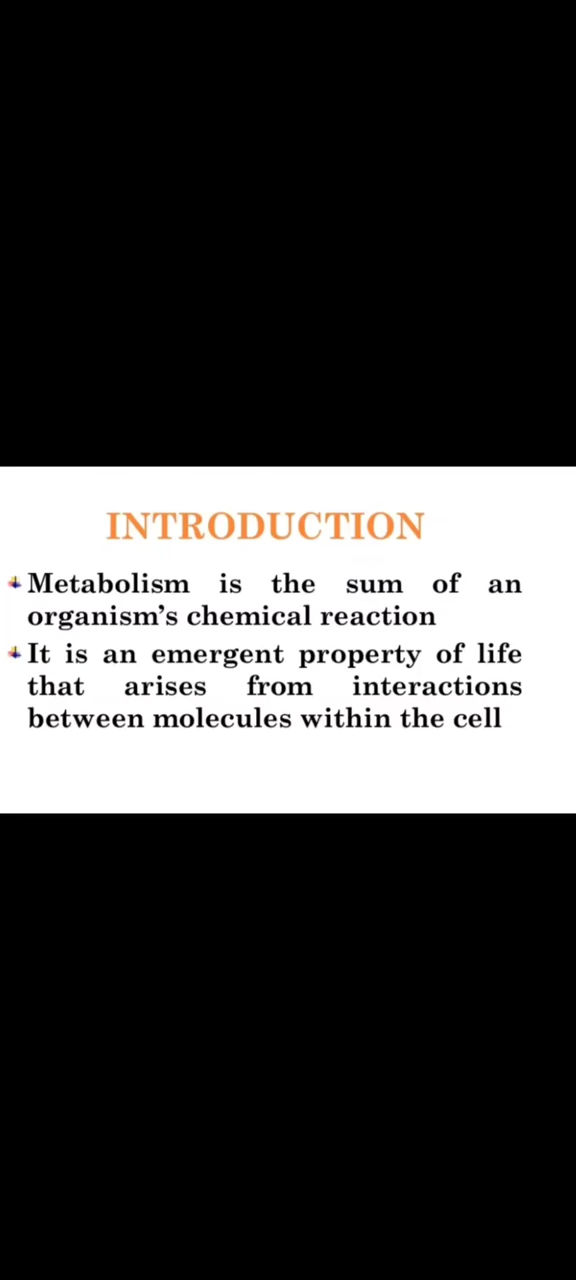 INTRODUCTION
Metabolism is the sum of an
organism's chemical reaction
It is an emergent property of life
that arises from interactions
between molecules within the cell